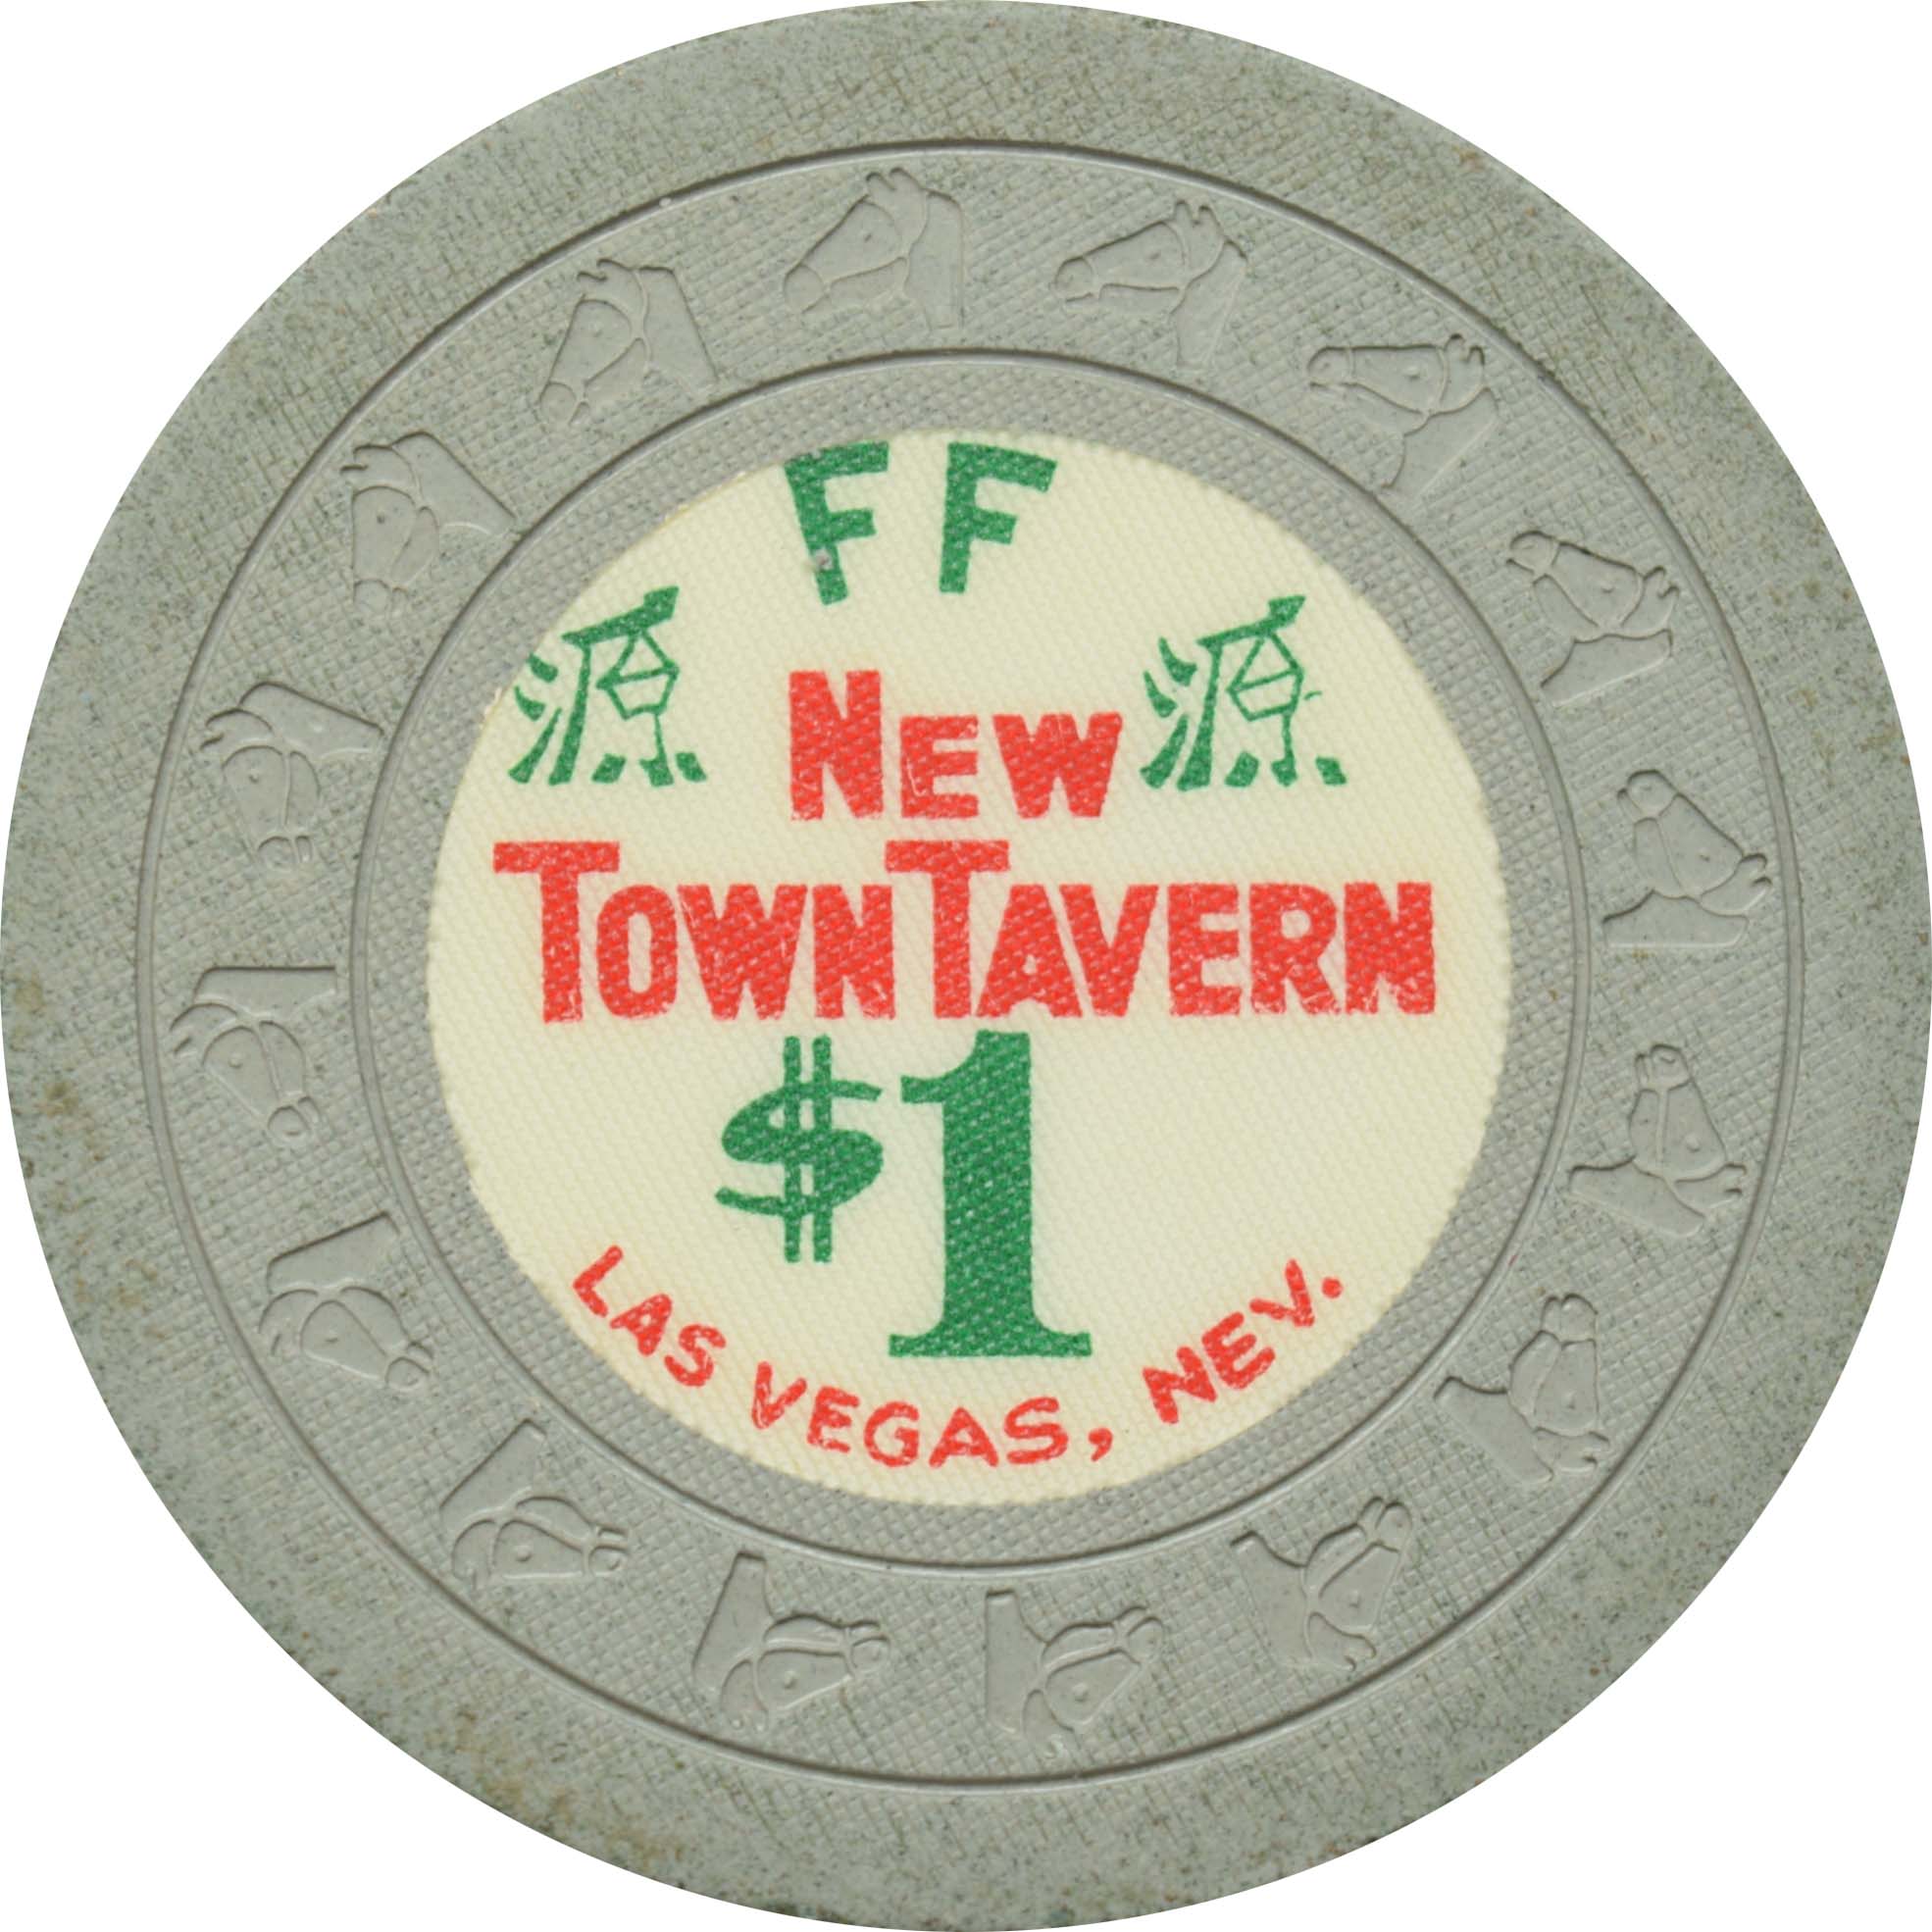 FF
源 NEW 源
TOWN TAVERN
$1
LAS VEGAS, NEV.